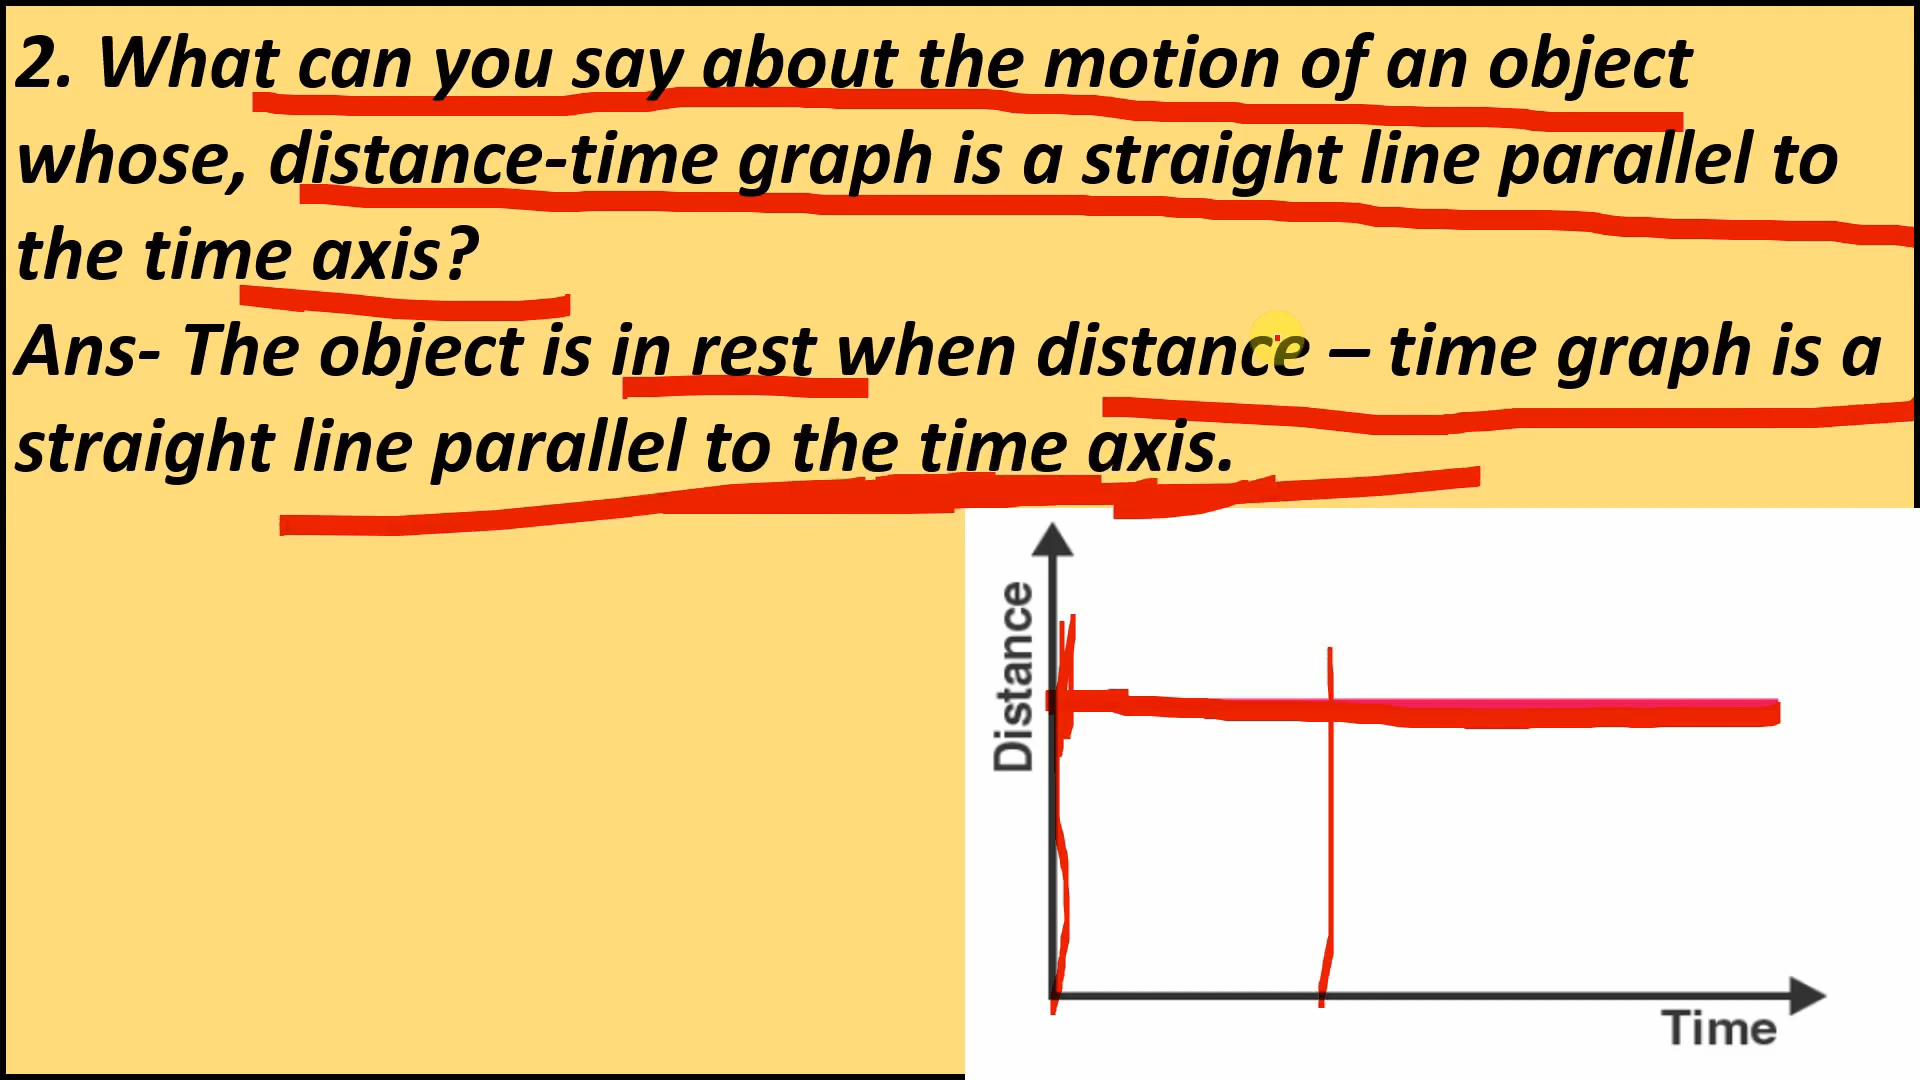 2. What can you say about the motion of an object
whose, distance-time graph is a straight line parallel to
the time axis?
Ans- The object is in rest when distance – time graph is a
straight line parallel to the time axis.
Distance
Time